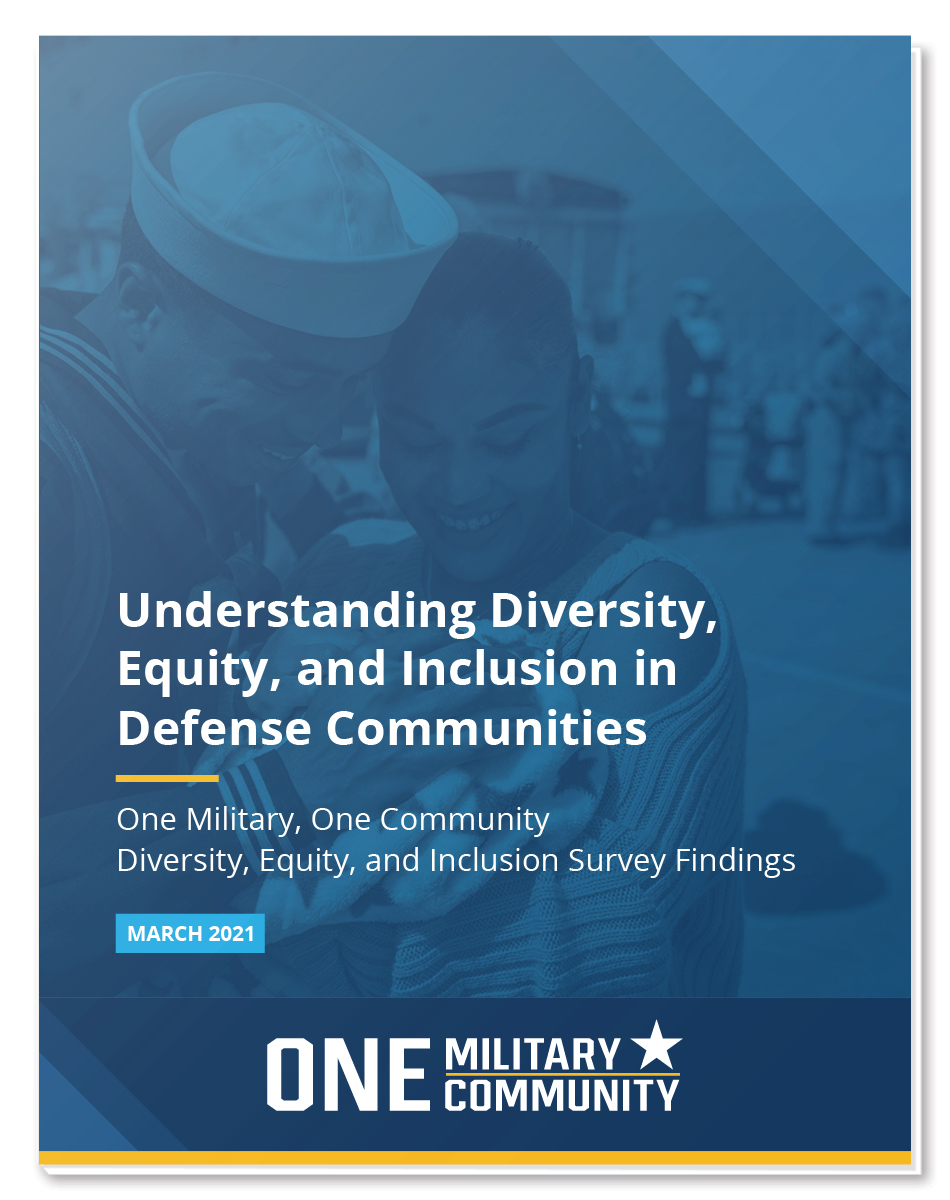 Understanding Diversity,
Equity, and Inclusion in
Defense Communities
One Military, One Community
Diversity, Equity, and Inclusion Survey Findings
MARCH 2021
ONE MILITARY
COMMUNITY